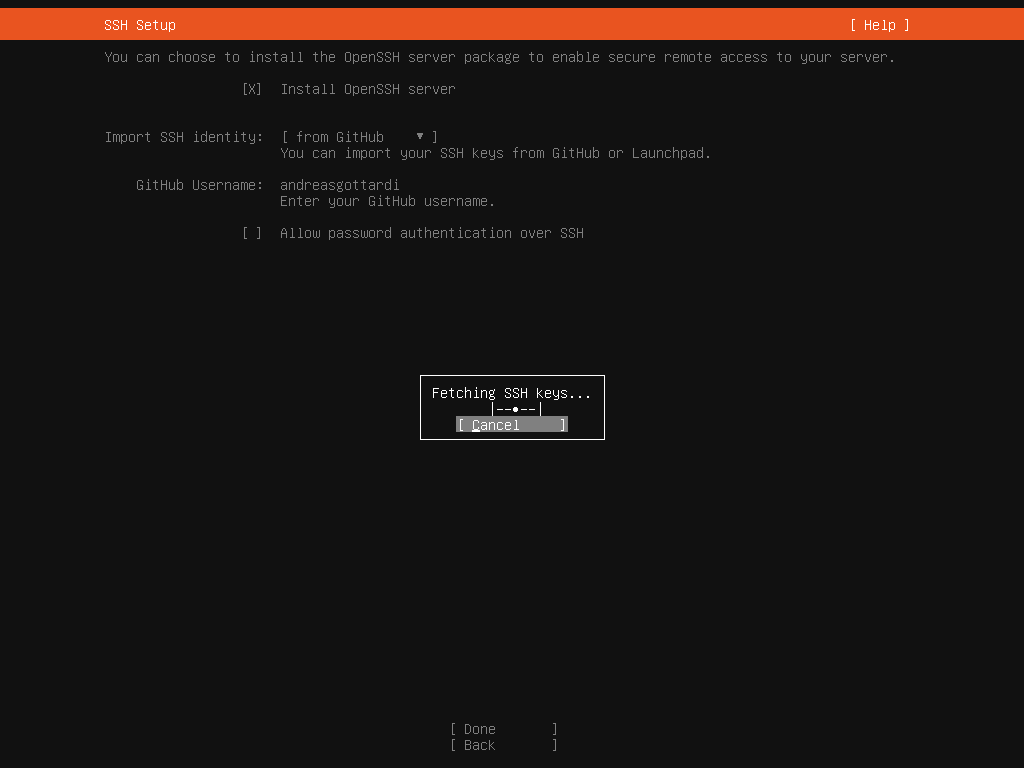 SSH Setup [ Help ]
You can choose to install the OpenSSH server package to enable secure remote access to your server.
[X] Install OpenSSH server
Import SSH identity: [ from GitHub ▾ ]
You can import your SSH keys from GitHub or Launchpad.
GitHub Username: andreasgottardi
Enter your GitHub username.
[ ] Allow password authentication over SSH
Fetching SSH keys...
|--•--|
[ Cancel ]
[ Done ]
[ Back ]